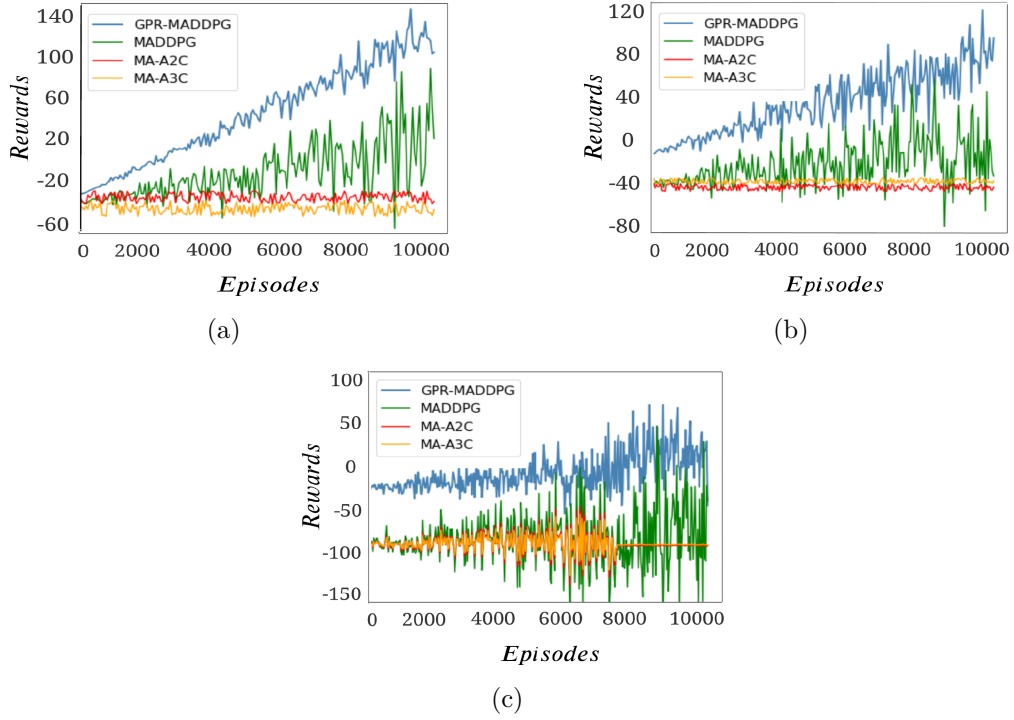 140
100
60
20
-20
-60
Rewards
GPR-MADDPG
MADDPG
MA-A2C
MA-A3C
0 2000 4000 6000 8000 10000
Episodes
(a)
120
80
40
0
-40
-80
Rewards
GPR-MADDPG
MADDPG
MA-A2C
MA-A3C
0 2000 4000 6000 8000 10000
Episodes
(b)
100
50
0
-50
-100
-150
Rewards
GPR-MADDPG
MADDPG
MA-A2C
MA-A3C
0 2000 4000 6000 8000 10000
Episodes
(c)